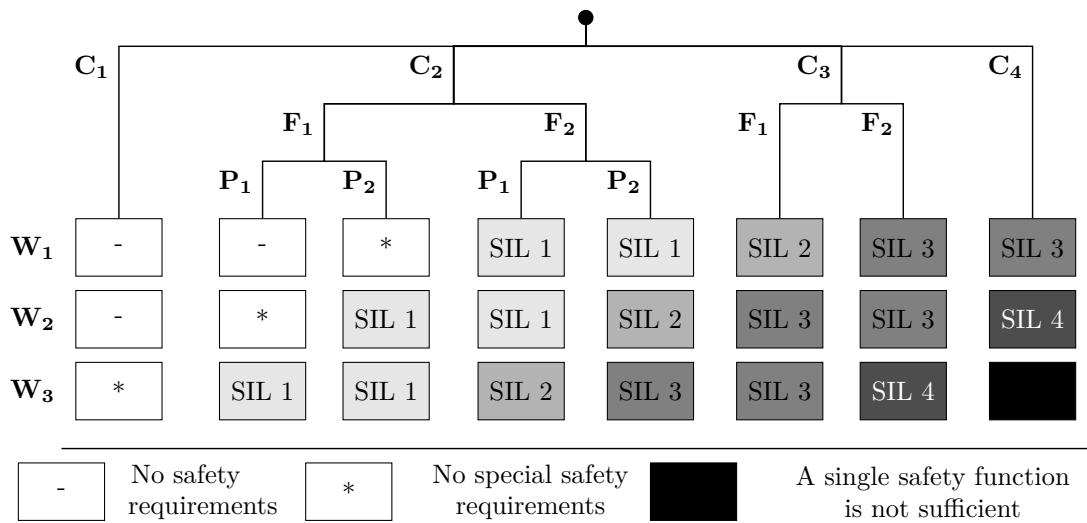 C1 C2 C3 C4
F1 F2 F1 F2
P1 P2 P1 P2
W1 - - * SIL 1 SIL 1 SIL 2 SIL 3 SIL 3
W2 - * SIL 1 SIL 1 SIL 2 SIL 3 SIL 3 SIL 4
W3 * SIL 1 SIL 1 SIL 2 SIL 3 SIL 3 SIL 4
- No safety
requirements
* No special safety
requirements
A single safety function
is not sufficient